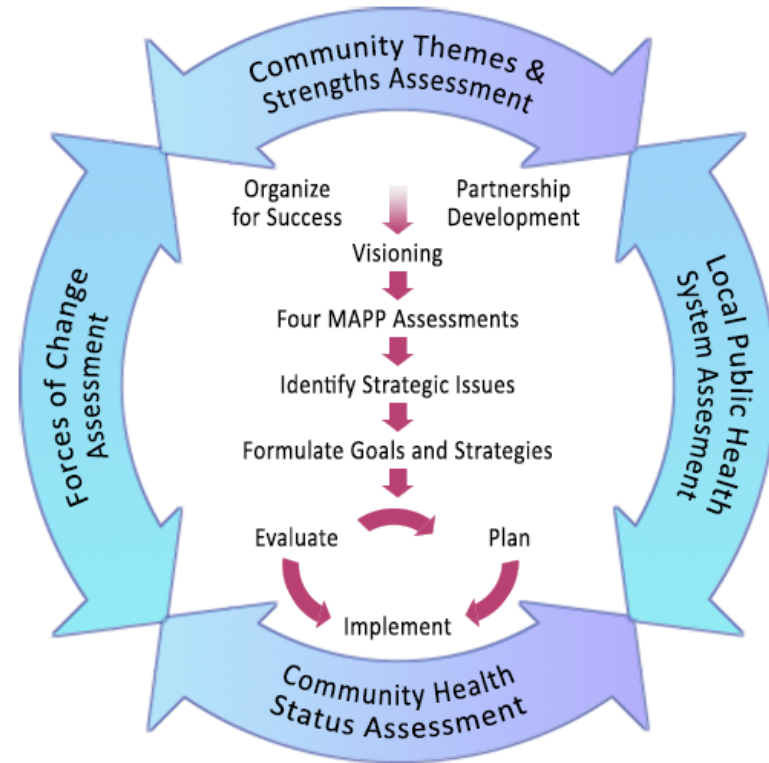 Community Themes &
Strengths Assessment
Organize
for Success
Partnership
Development
Visioning
Four MAPP Assessments
Identify Strategic Issues
Formulate Goals and Strategies
Evaluate
Plan
Implement
Forces of Change
Assessment
Local Public Health
System Assessment
Community Health
Status Assessment